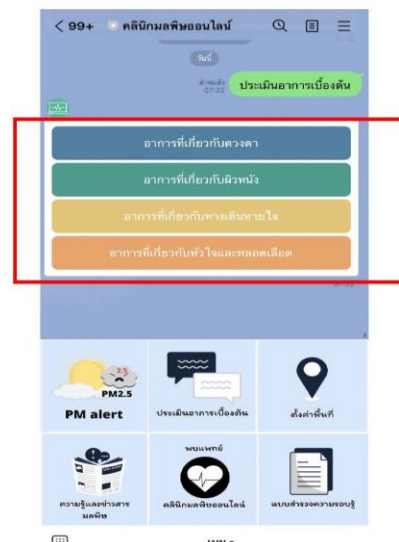 99+ คลินิกมลพิษออนไลน์
วันนี้
อ่านแล้ว
07:32
ประเมินอาการเบื้องต้น
อาการที่เกี่ยวกับดวงตา
อาการที่เกี่ยวกับผิวหนัง
อาการที่เกี่ยวกับทางเดินหายใจ
อาการที่เกี่ยวกับหัวใจและหลอดเลือด
2.5
PM2.5
PM alert
ประเมินอาการเบื้องต้น
ตั้งค่าพื้นที่
พบแพทย์
ความรู้และข่าวสาร
มลพิษ
คลินิกมลพิษออนไลน์
แบบสำรวจความรอบรู้